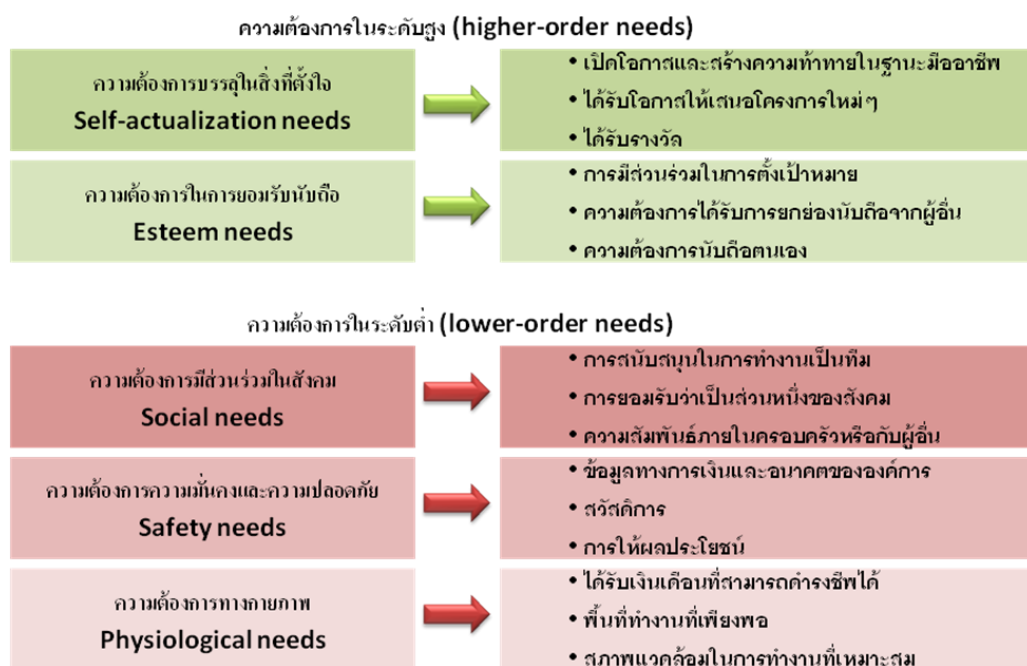 ความต้องการในระดับสูง (higher-order needs)
ความต้องการบรรลุในสิ่งที่ตั้งใจ
Self-actualization needs
• เปิดโอกาสและสร้างความท้าทายในฐานะมืออาชีพ
• ได้รับโอกาสให้เสนอโครงการใหม่ๆ
• ได้รับรางวัล
ความต้องการในการยอมรับนับถือ
Esteem needs
• การมีส่วนร่วมในการตั้งเป้าหมาย
• ความต้องการได้รับการยกย่องนับถือจากผู้อื่น
• ความต้องการนับถือตนเอง
ความต้องการในระดับต่ำ (lower-order needs)
ความต้องการมีส่วนร่วมในสังคม
Social needs
• การสนับสนุนในการทำงานเป็นทีม
• การยอมรับว่าเป็นส่วนหนึ่งของสังคม
• ความสัมพันธ์ภายในครอบครัวหรือกับผู้อื่น
ความต้องการความมั่นคงและความปลอดภัย
Safety needs
• ข้อมูลทางการเงินและอนาคตขององค์การ
• สวัสดิการ
• การให้ผลประโยชน์
ความต้องการทางกายภาพ
Physiological needs
• ได้รับเงินเดือนที่สามารถดำรงชีพได้
• พื้นที่ทำงานที่เพียงพอ
• สภาพแวดล้อมในการทำงานที่เหมาะสม